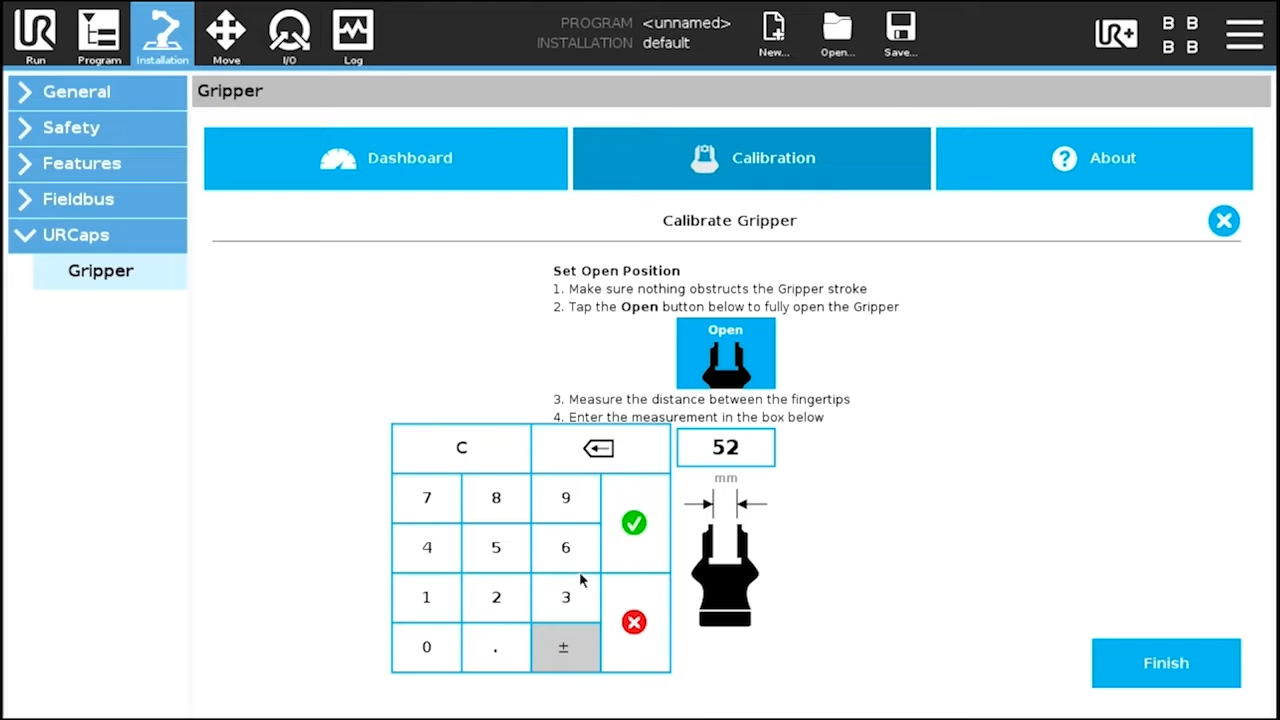 PROGRAM <unnamed>
INSTALLATION default
UR
Run
Program
Installation
Move
I/O
Log
New...
Open...
Save...
UR+
B B
B B
General
Safety
Features
Fieldbus
URCaps
Gripper
Gripper
Dashboard
Calibration
? About
Calibrate Gripper
Set Open Position
1. Make sure nothing obstructs the Gripper stroke
2. Tap the Open button below to fully open the Gripper
Open
3. Measure the distance between the fingertips
4. Enter the measurement in the box below
C
52
mm
7 8 9
4 5 6
1 2 3
0 . ±
Finish